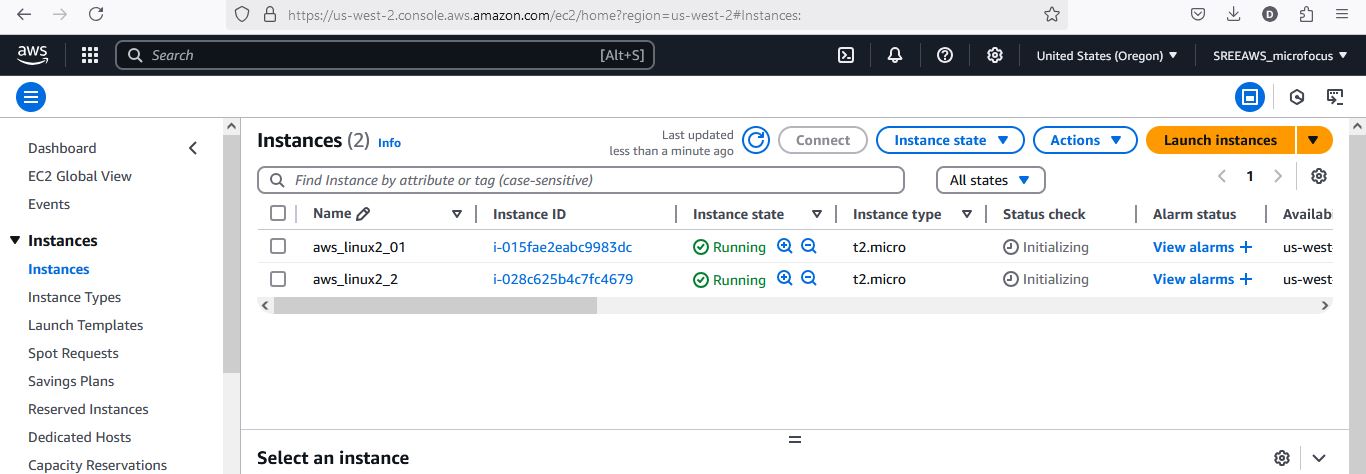 https://us-west-2.console.aws.amazon.com/ec2/home?region=us-west-2#Instances:
D
aws Search [Alt+S] United States (Oregon) SREEAWS_microfocus
Dashboard
EC2 Global View
Events
Instances
Instances
Instance Types
Launch Templates
Spot Requests
Savings Plans
Reserved Instances
Dedicated Hosts
Capacity Reservations
Instances (2) Info
Last updated
less than a minute ago
Connect Instance state Actions Launch instances
Find Instance by attribute or tag (case-sensitive) All states 1
Name Instance ID Instance state Instance type Status check Alarm status Availabi
aws_linux2_01 i-015fae2eabc9983dc Running t2.micro Initializing View alarms + us-west
aws_linux2_2 i-028c625b4c7fc4679 Running t2.micro Initializing View alarms + us-west
Select an instance